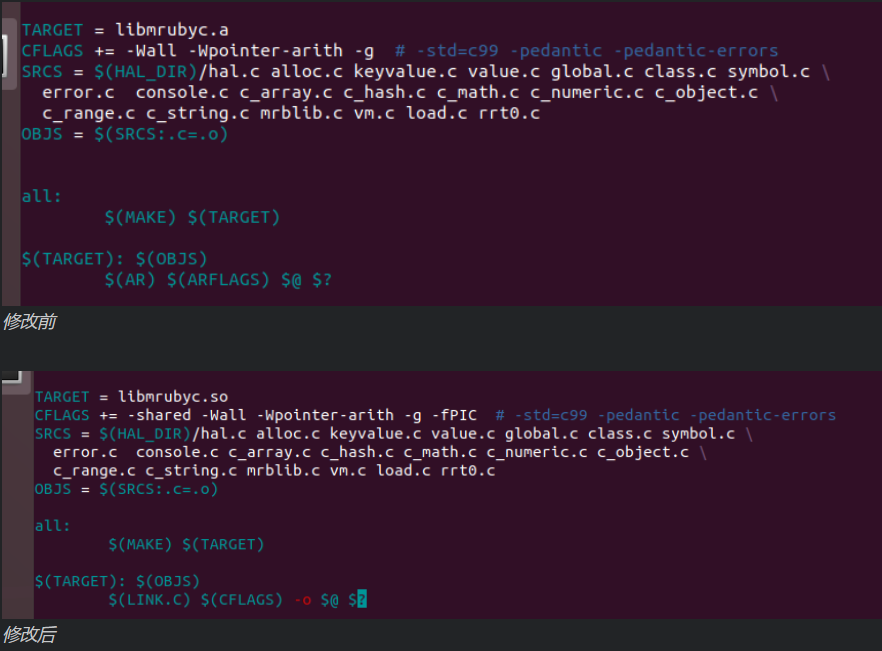 TARGET = libmrubyc.a
CFLAGS += -Wall -Wpointer-arith -g  # -std=c99 -pedantic -pedantic-errors
SRCS = $(HAL_DIR)/hal.c alloc.c keyvalue.c value.c global.c class.c symbol.c \
  error.c  console.c c_array.c c_hash.c c_math.c c_numeric.c c_object.c \
  c_range.c c_string.c mrblib.c vm.c load.c rrt0.c
OBJS = $(SRCS:.c=.o)
all:
        $(MAKE) $(TARGET)
$(TARGET): $(OBJS)
        $(AR) $(ARFLAGS) $@ $?
修改前
TARGET = libmrubyc.so
CFLAGS += -shared -Wall -Wpointer-arith -g -fPIC  # -std=c99 -pedantic -pedantic-errors
SRCS = $(HAL_DIR)/hal.c alloc.c keyvalue.c value.c global.c class.c symbol.c \
  error.c  console.c c_array.c c_hash.c c_math.c c_numeric.c c_object.c \
  c_range.c c_string.c mrblib.c vm.c load.c rrt0.c
OBJS = $(SRCS:.c=.o)
all:
        $(MAKE) $(TARGET)
$(TARGET): $(OBJS)
        $(LINK.C) $(CFLAGS) -o $@ $?
修改后